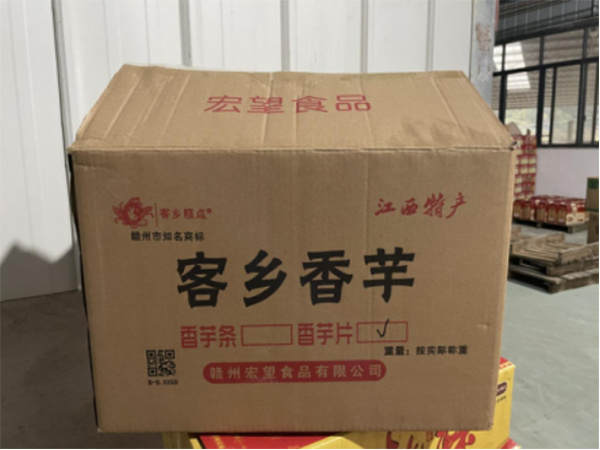 宏望食品
客乡糕点®
赣州市知名商标
江西特产
客乡香芋
香芋条
香芋片 ✓
重量：按实际称重
赣州宏望食品有限公司